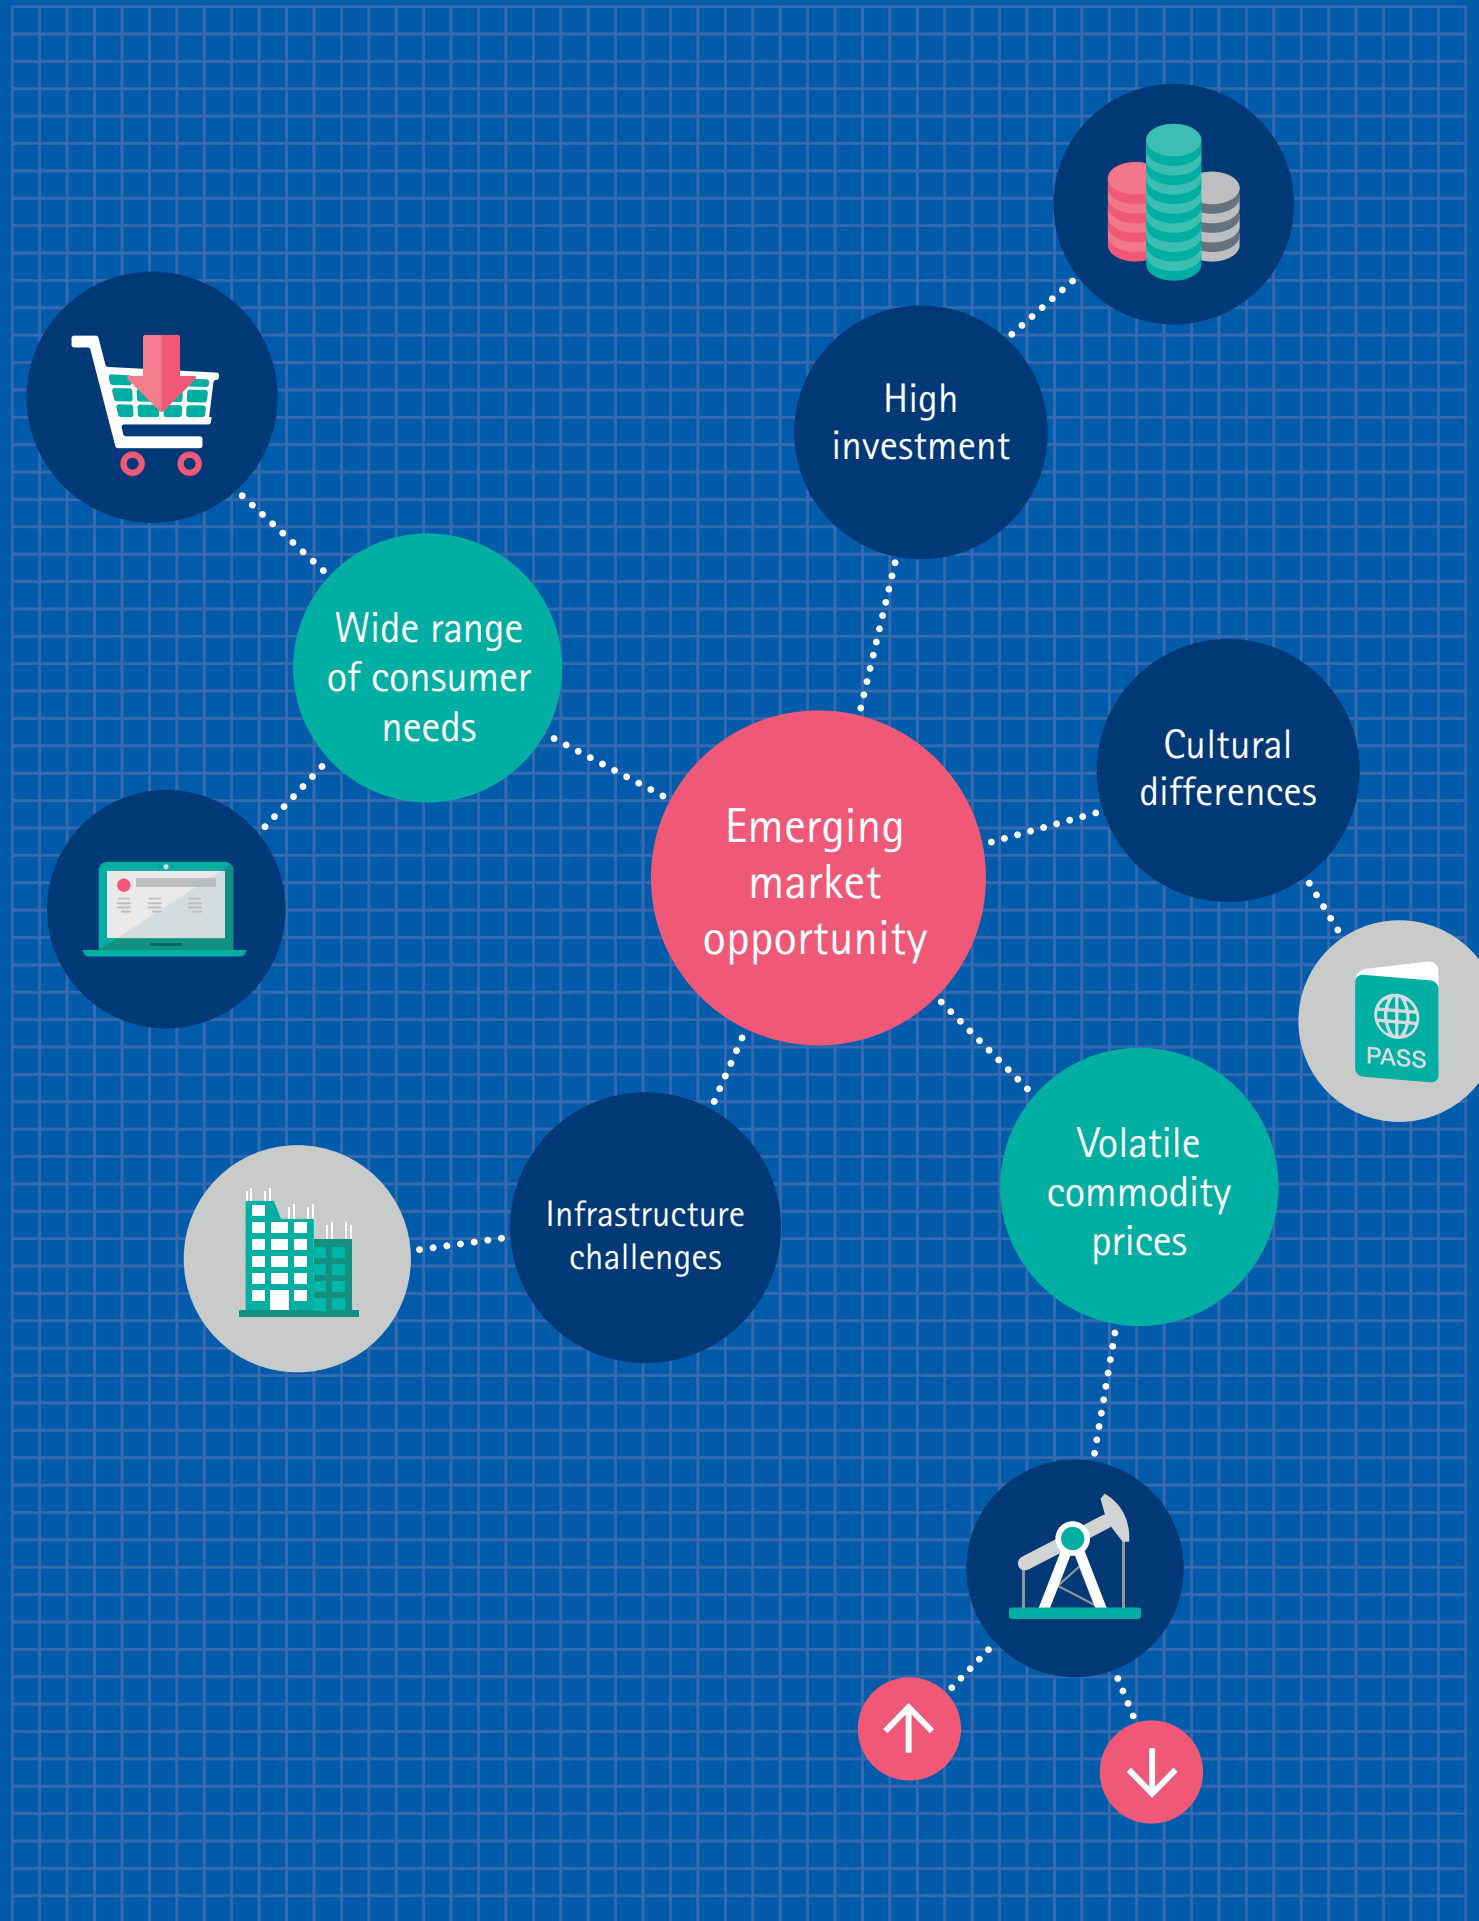 High
investment
Wide range
of consumer
needs
Cultural
differences
Emerging
market
opportunity
PASS
Volatile
commodity
prices
Infrastructure
challenges